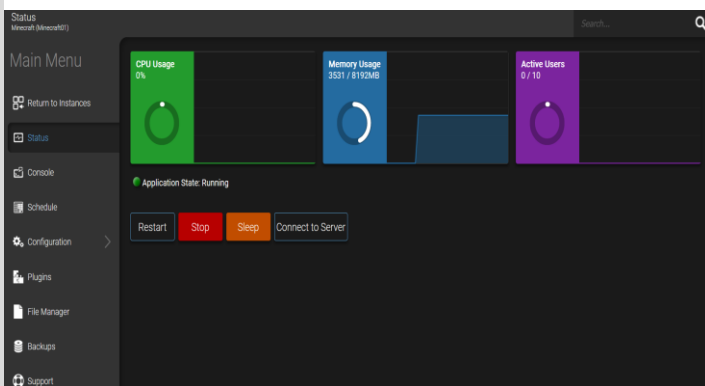 Status
Minecraft (Minecraft01)
Search...
Main Menu
Return to Instances
Status
Console
Schedule
Configuration
Plugins
File Manager
Backups
Support
CPU Usage
0%
Memory Usage
3531 / 8192MB
Active Users
0 / 10
Application State: Running
Restart
Stop
Sleep
Connect to Server